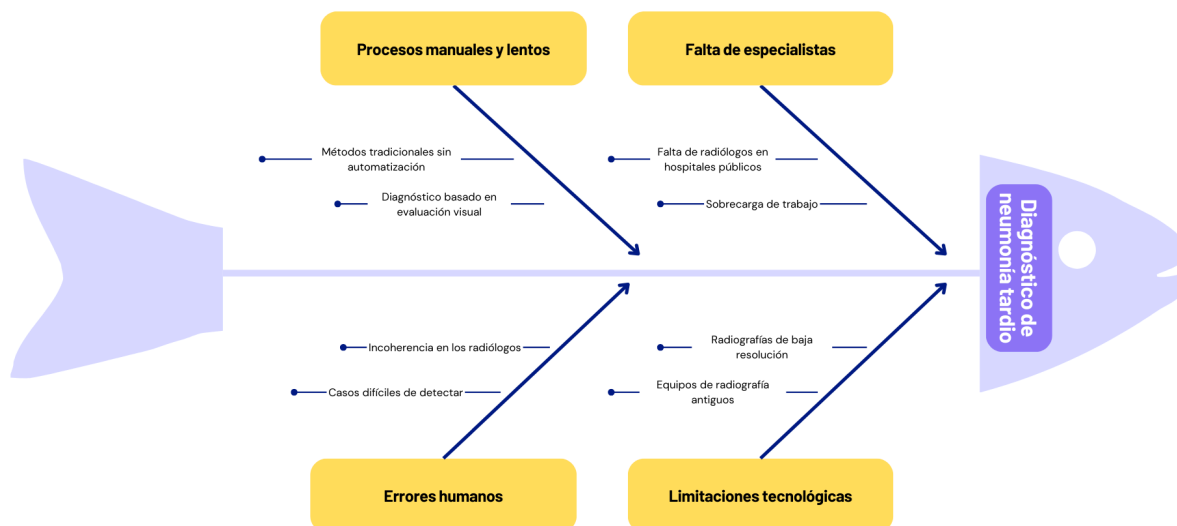 Procesos manuales y lentos
Falta de especialistas
Métodos tradicionales sin
automatización
Diagnóstico basado en
evaluación visual
Falta de radiólogos en
hospitales públicos
Sobrecarga de trabajo
Diagnóstico de
neumonía tardio
Incoherencia en los radiólogos
Casos difíciles de detectar
Radiografías de baja
resolución
Equipos de radiografía
antiguos
Errores humanos
Limitaciones tecnológicas